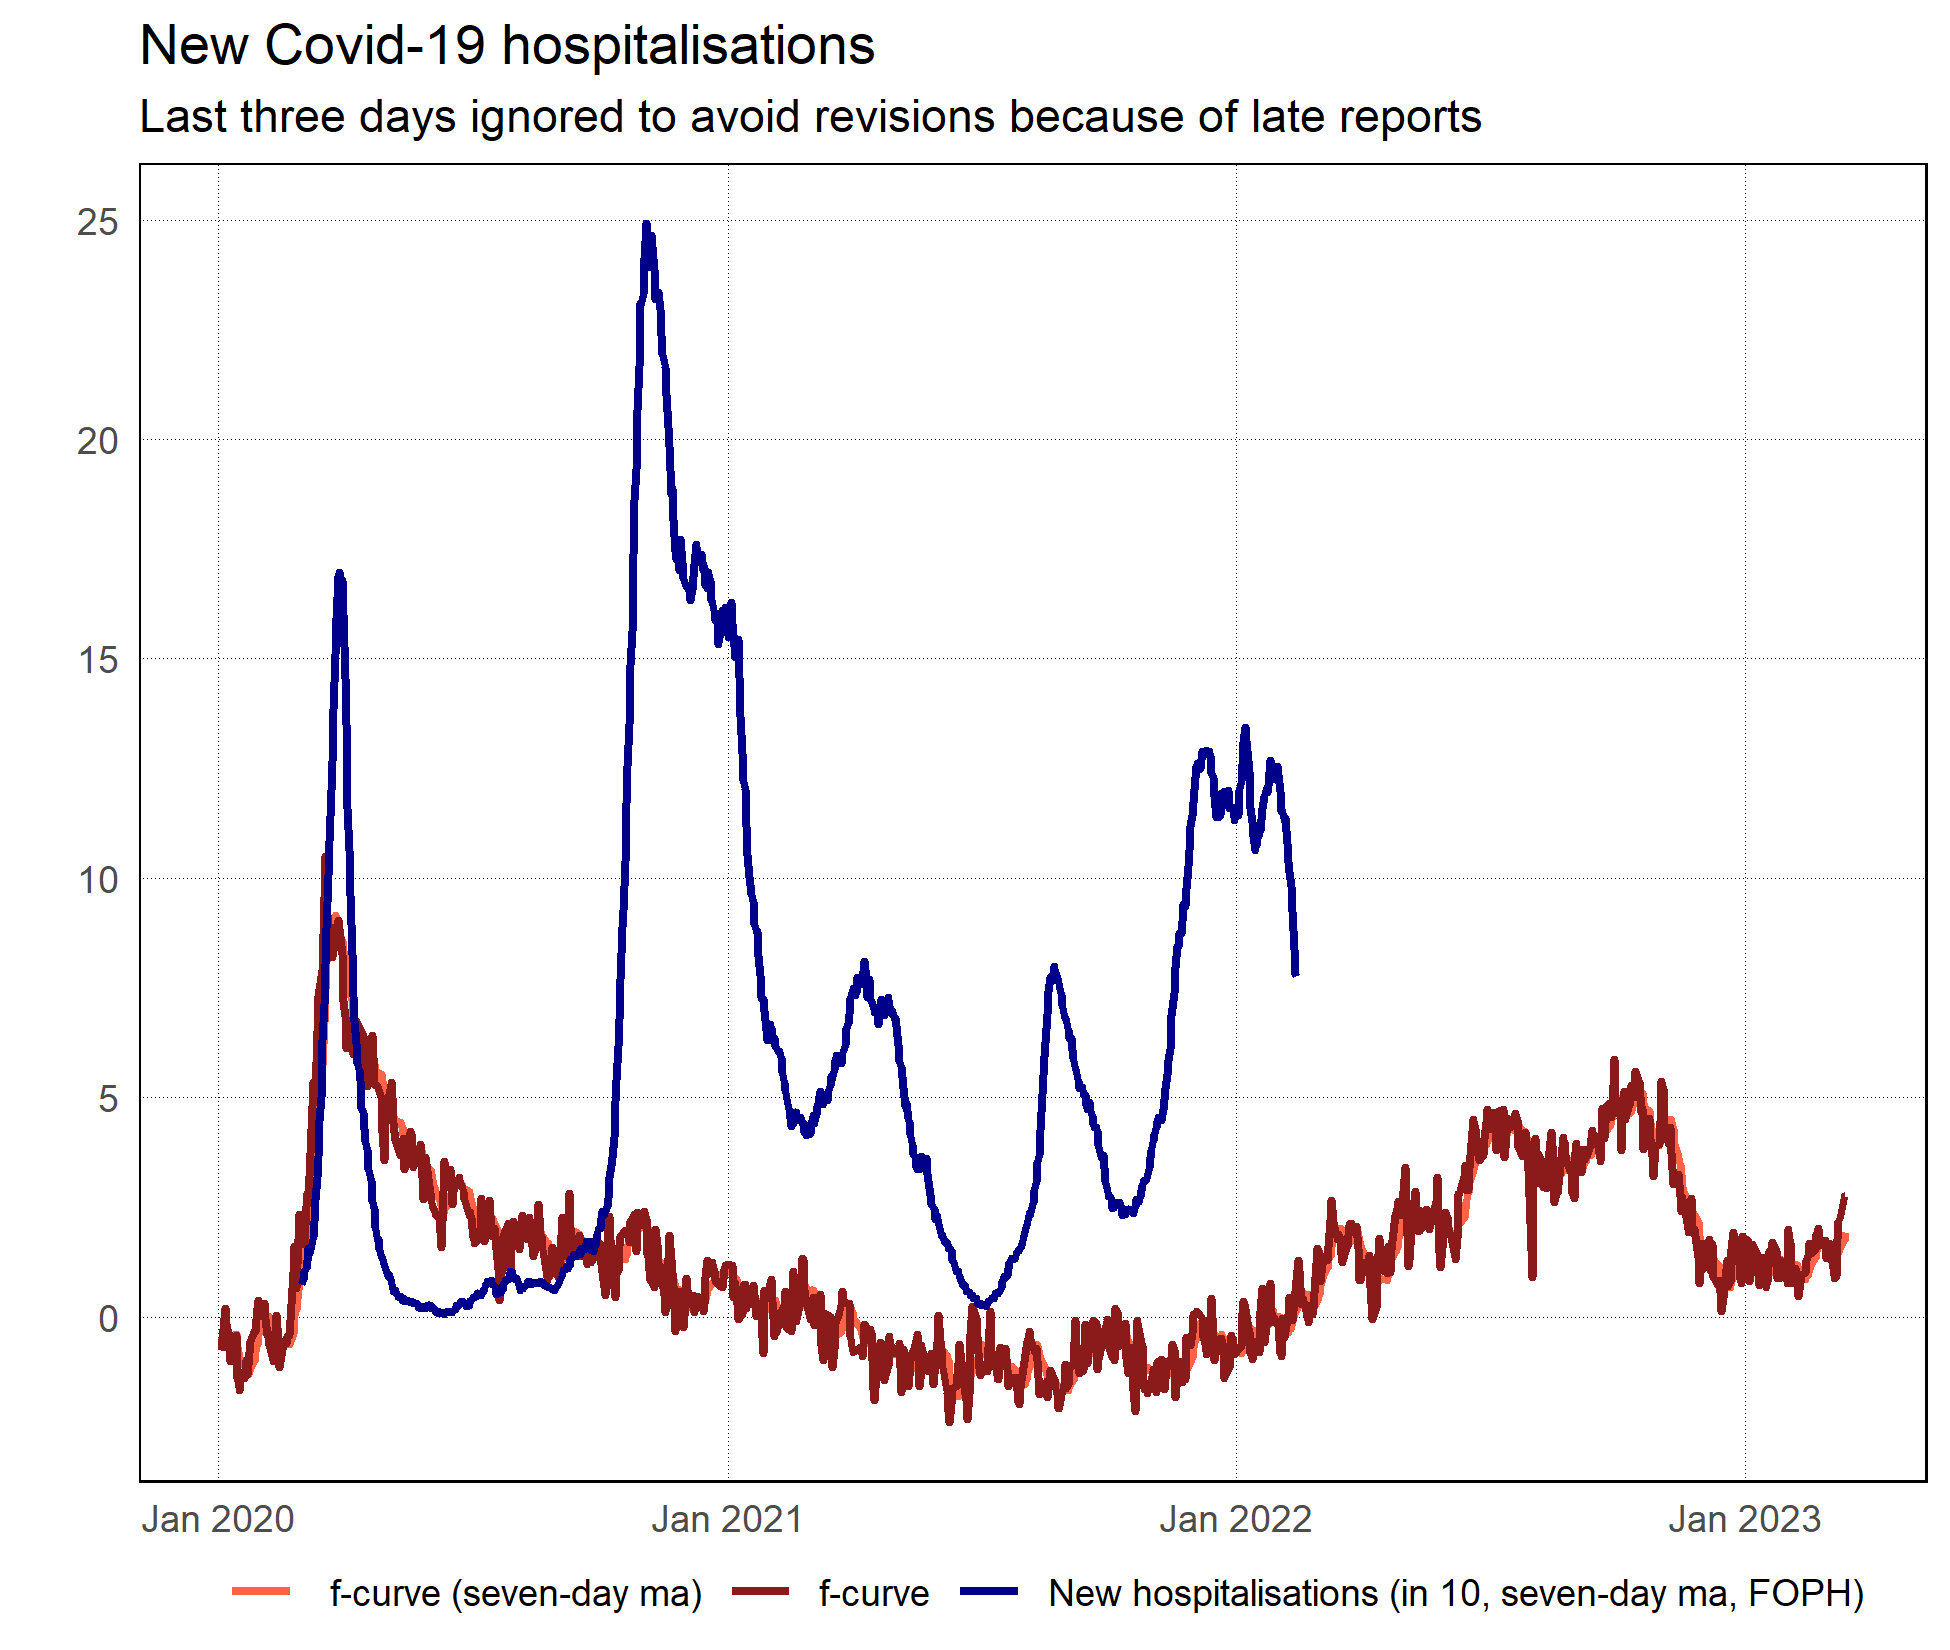 New Covid-19 hospitalisations
Last three days ignored to avoid revisions because of late reports
25
20
15
10
5
0
Jan 2020 Jan 2021 Jan 2022 Jan 2023
f-curve (seven-day ma) f-curve New hospitalisations (in 10, seven-day ma, FOPH)